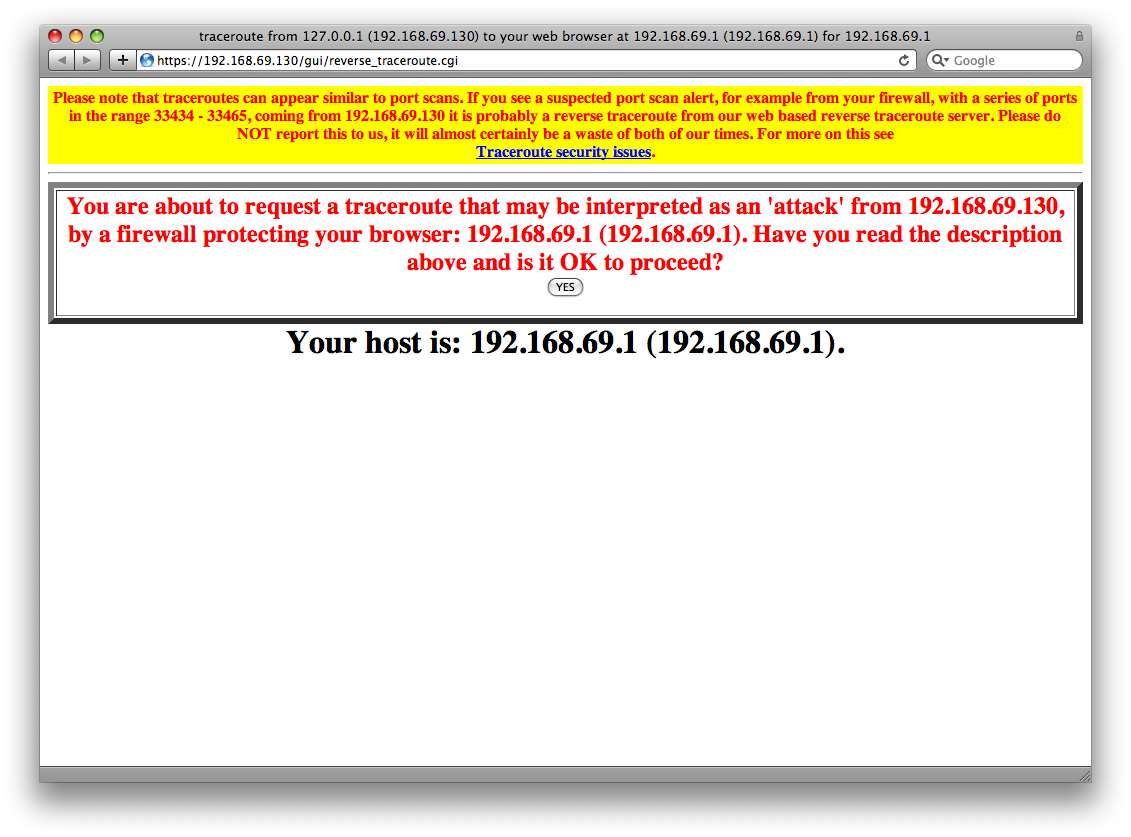 traceroute from 127.0.0.1 (192.168.69.130) to your web browser at 192.168.69.1 (192.168.69.1) for 192.168.69.1
https://192.168.69.130/gui/reverse_traceroute.cgi
Google
Please note that traceroutes can appear similar to port scans. If you see a suspected port scan alert, for example from your firewall, with a series of ports
in the range 33434 - 33465, coming from 192.168.69.130 it is probably a reverse traceroute from our web based reverse traceroute server. Please do
NOT report this to us, it will almost certainly be a waste of both of our times. For more on this see
Traceroute security issues.
You are about to request a traceroute that may be interpreted as an 'attack' from 192.168.69.130,
by a firewall protecting your browser: 192.168.69.1 (192.168.69.1). Have you read the description
above and is it OK to proceed?
YES
Your host is: 192.168.69.1 (192.168.69.1).